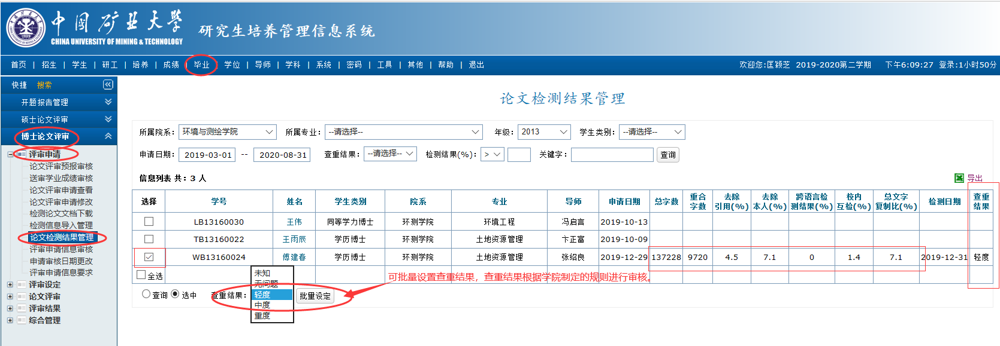 中国矿业大学
CHINA UNIVERSITY OF MINING & TECHNOLOGY
1909
研究生培养管理信息系统
首页 | 招生 | 学生 | 研工 | 培养 | 成绩 | 毕业 | 学位 | 导师 | 学科 | 系统 | 密码 | 工具 | 其他 | 帮助 | 退出
欢迎您:匡颖芝 2019-2020第二学期 下午6:09:27 登录:1小时50分
快捷 搜索
开题报告管理
硕士论文评审
博士论文评审
评审申请
论文评审预报审核
送审学业成绩审核
论文评审申请查看
论文评审申请修改
检测论文文档下载
检测信息导入管理
论文检测结果管理
评审申请信息审核
申请审核日期更改
评审申请信息要求
评审设定
论文评审
评审结果
综合管理
论文检测结果管理
所属院系: 环境与测绘学院 所属专业: --请选择-- 年级: 2013 学生类别: --请选择--
申请日期: 2019-03-01 -- 2020-08-31 查重结果: --请选择-- 检测结果(%): > 关键字: 查询
信息列表 共: 3 人
导出
选择 学号 姓名 学生类别 院系 专业 导师 申请日期 总字数 重合字数 去除引用(%) 去除本人(%) 跨语言检测结果(%) 校内互检(%) 总文字复制比(%) 检测日期 查重结果
LB13160030 王伟 同等学力博士 环测学院 环境工程 冯启言 2019-10-13
TB13160022 王雨辰 学历博士 环测学院 土地资源管理 卞正富 2019-10-09
WB13160024 傅建春 学历博士 环测学院 土地资源管理 张绍良 2019-12-29 137228 9720 4.5 7.1 0 1.4 7.1 2019-12-31 轻度
全选
可批量设置查重结果，查重结果根据学院制定的规则进行审核。
查询 选中 查重结果: 批量设定
未知
无问题
轻度
中度
重度